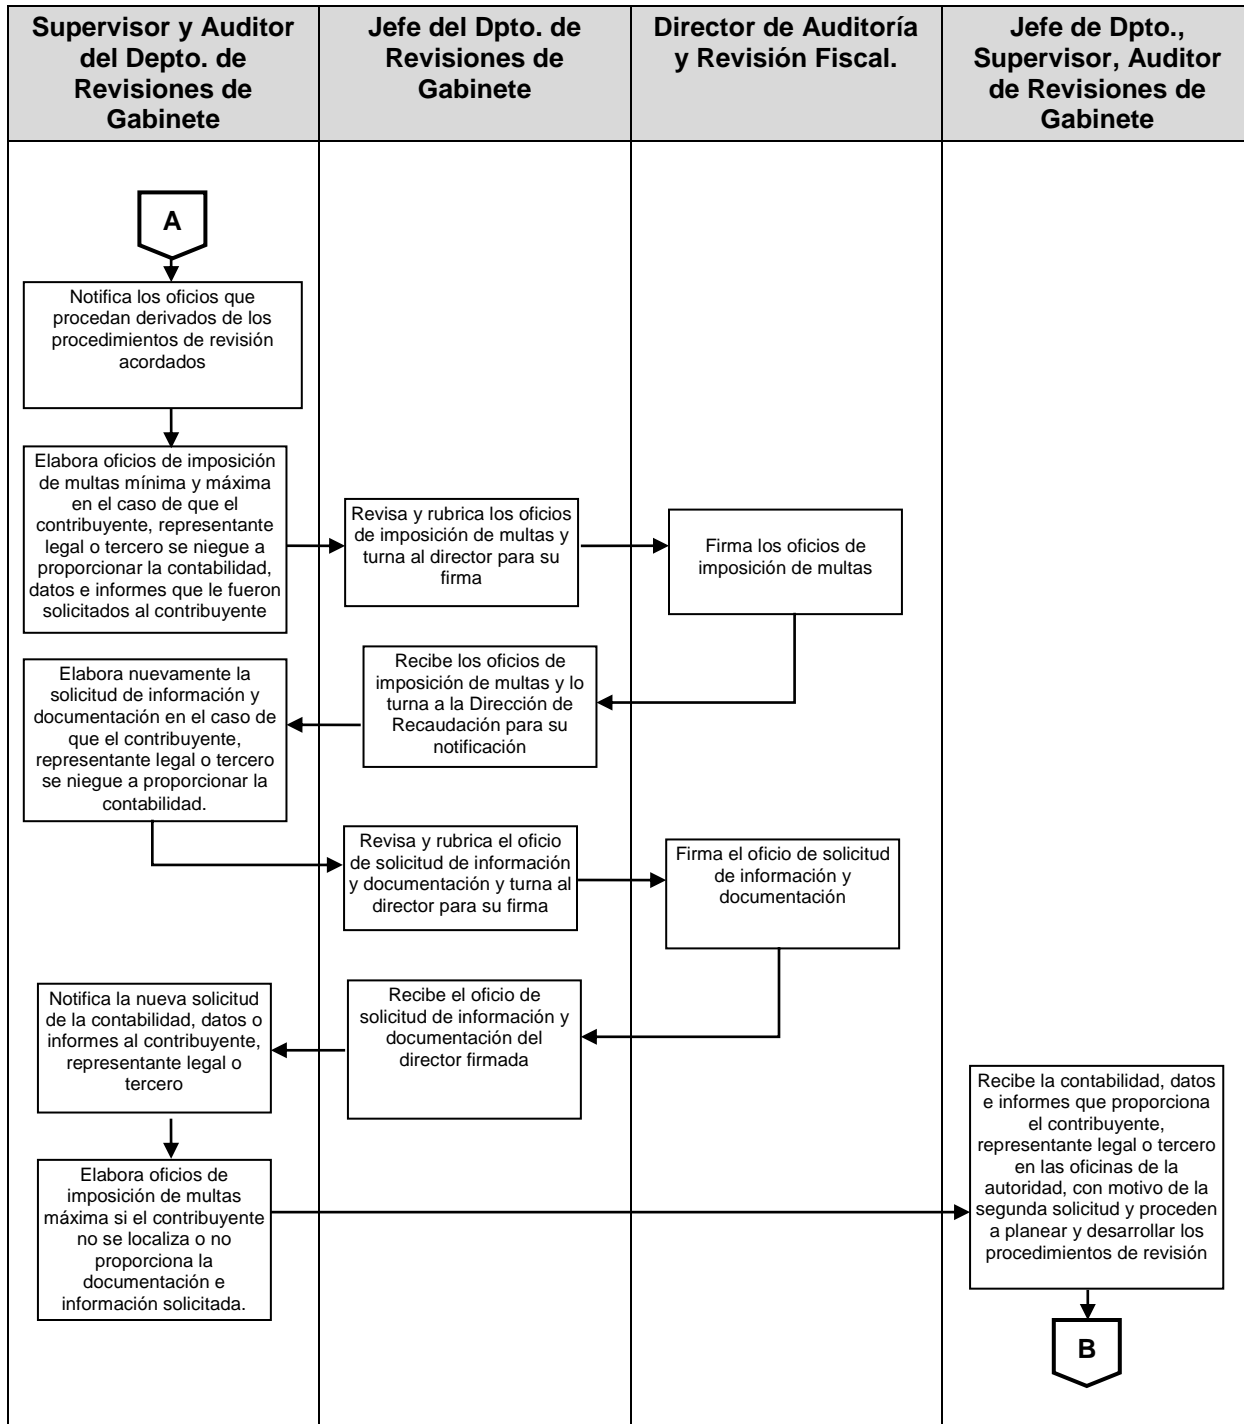 Supervisor y Auditor
del Depto. de
Revisiones de
Gabinete
Jefe del Dpto. de
Revisiones de
Gabinete
Director de Auditoría
y Revisión Fiscal.
Jefe de Dpto.,
Supervisor, Auditor
de Revisiones de
Gabinete
A
Notifica los oficios que
procedan derivados de los
procedimientos de revisión
acordados
Elabora oficios de imposición
de multas mínima y máxima
en el caso de que el
contribuyente, representante
legal o tercero se niegue a
proporcionar la contabilidad,
datos e informes que le fueron
solicitados al contribuyente
Revisa y rubrica los oficios
de imposición de multas y
turna al director para su
firma
Firma los oficios de
imposición de multas
Recibe los oficios de
imposición de multas y lo
turna a la Dirección de
Recaudación para su
notificación
Elabora nuevamente la
solicitud de información y
documentación en el caso de
que el contribuyente,
representante legal o tercero
se niegue a proporcionar la
contabilidad.
Revisa y rubrica el oficio
de solicitud de información
y documentación y turna al
director para su firma
Firma el oficio de solicitud
de información y
documentación
Recibe el oficio de
solicitud de información y
documentación del
director firmada
Notifica la nueva solicitud
de la contabilidad, datos o
informes al contribuyente,
representante legal o
tercero
Elabora oficios de
imposición de multas
máxima si el contribuyente
no se localiza o no
proporciona la
documentación e
información solicitada.
Recibe la contabilidad, datos
e informes que proporciona
el contribuyente,
representante legal o tercero
en las oficinas de la
autoridad, con motivo de la
segunda solicitud y proceden
a planear y desarrollar los
procedimientos de revisión
B